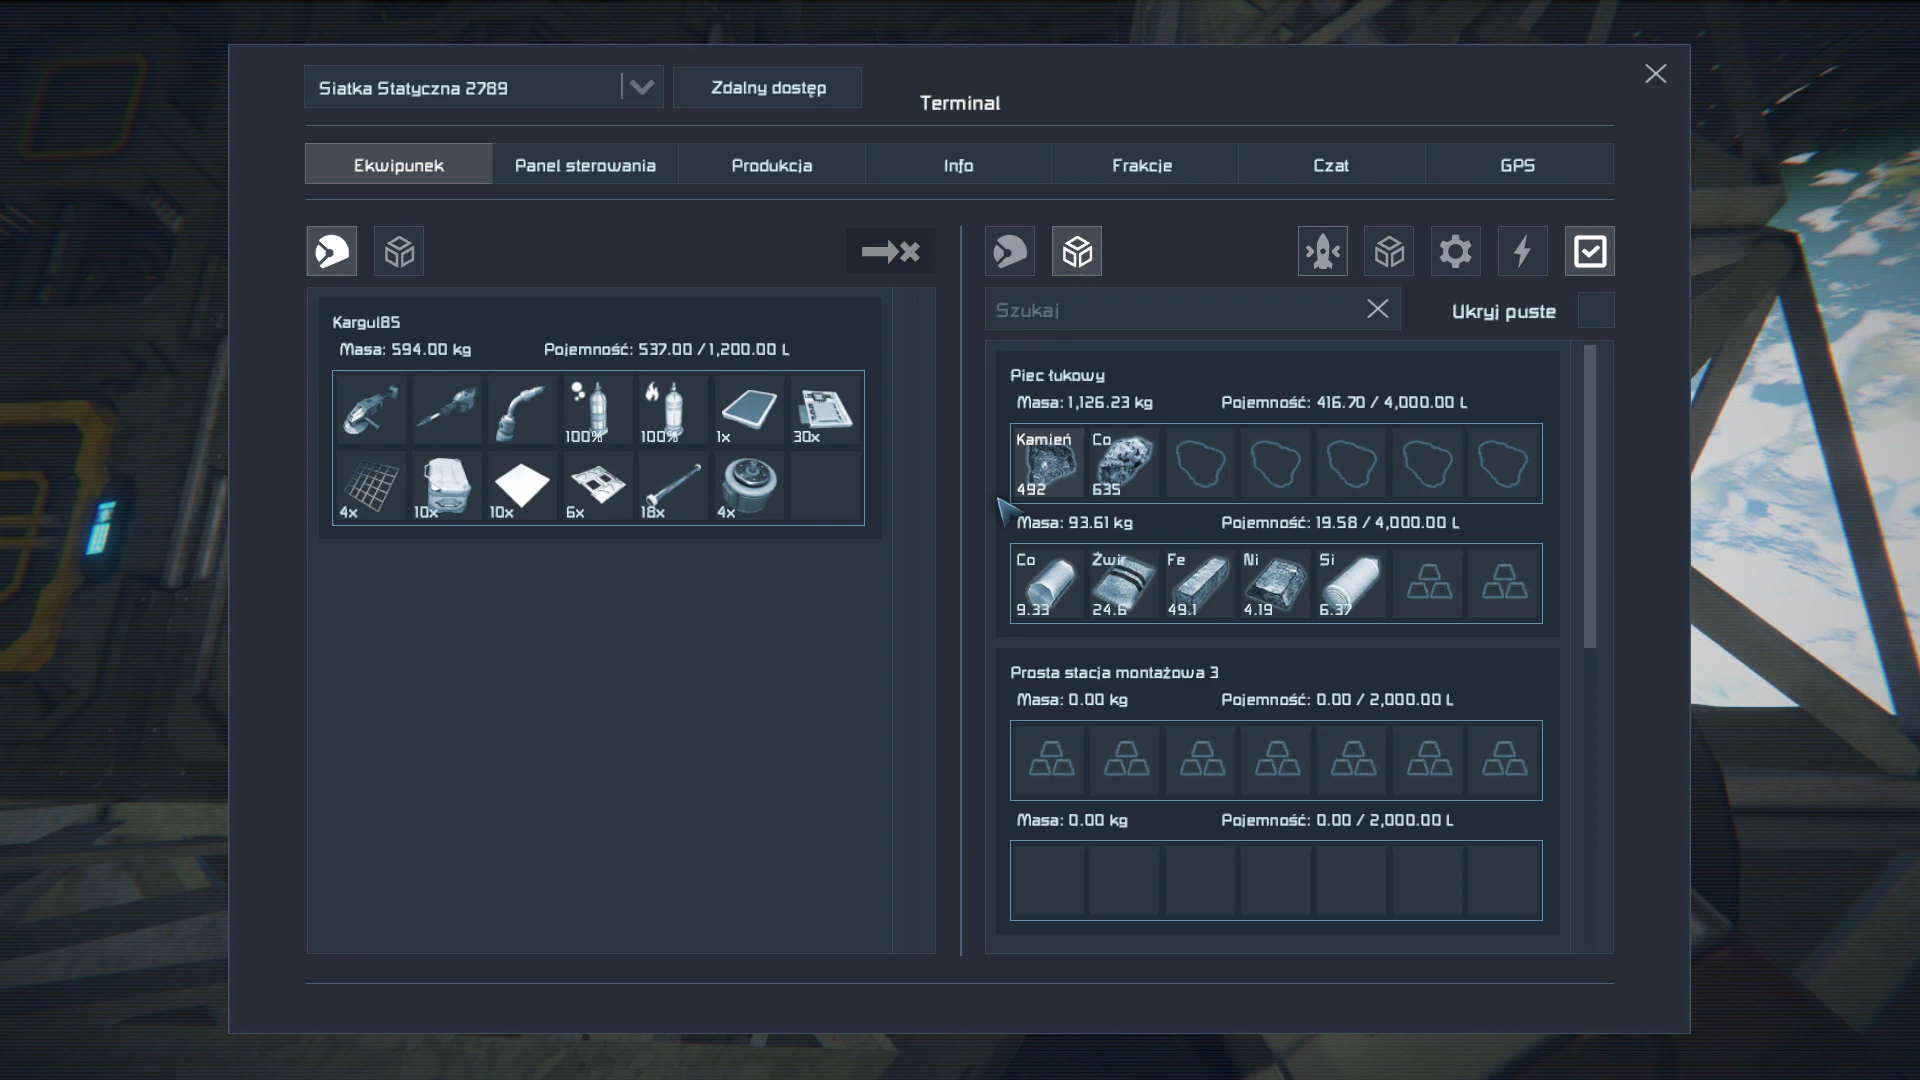 Siatka Statyczna 2789
Zdalny dostęp
Terminal
Ekwipunek
Panel sterowania
Produkcja
Info
Frakcje
Czat
GPS
Kargul85
Masa: 594.00 kg
Pojemność: 537.00 / 1,200.00 L
100%
100%
1x
30x
4x
10x
10x
6x
18x
4x
Szukaj
Ukryj puste
Piec łukowy
Masa: 1,126.23 kg
Pojemność: 416.70 / 4,000.00 L
Kamień
492
Co
635
Masa: 93.61 kg
Pojemność: 19.58 / 4,000.00 L
Co
9.33
Żwir
24.6
Fe
49.1
Ni
4.19
Si
6.37
Prosta stacja montażowa 3
Masa: 0.00 kg
Pojemność: 0.00 / 2,000.00 L
Masa: 0.00 kg
Pojemność: 0.00 / 2,000.00 L